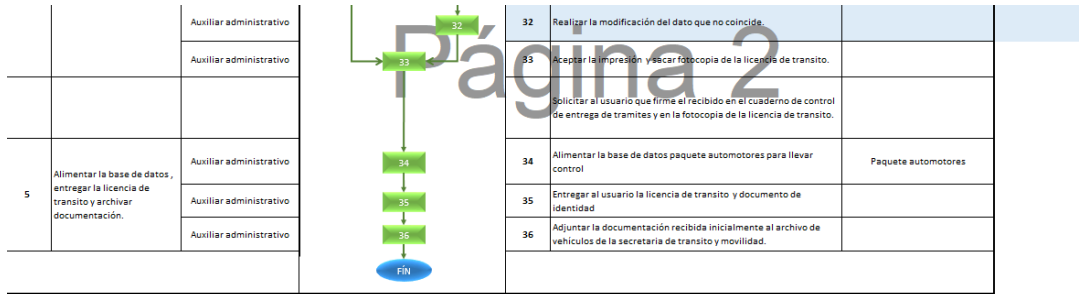 Auxiliar administrativo
32
32
Realizar la modificación del dato que no coincide.
Página 2
Auxiliar administrativo
33
33
Aceptar la impresión y sacar fotocopia de la licencia de transito.
Solicitar al usuario que firme el recibido en el cuaderno de control
de entrega de tramites y en la fotocopia de la licencia de transito.
5
Alimentar la base de datos ,
entregar la licencia de
transito y archivar
documentación.
Auxiliar administrativo
34
34
Alimentar la base de datos paquete automotores para llevar
control
Paquete automotores
Auxiliar administrativo
35
35
Entregar al usuario la licencia de transito y documento de
identidad
Auxiliar administrativo
36
36
Adjuntar la documentación recibida inicialmente al archivo de
vehículos de la secretaria de transito y movilidad.
FÍN